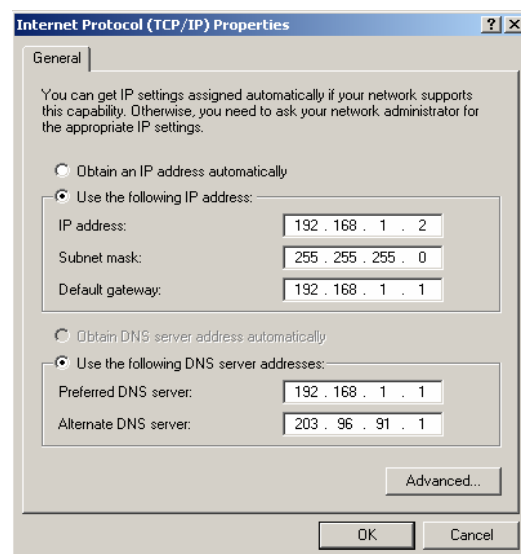 Internet Protocol (TCP/IP) Properties
General
You can get IP settings assigned automatically if your network supports
this capability. Otherwise, you need to ask your network administrator for
the appropriate IP settings.
Obtain an IP address automatically
Use the following IP address:
IP address: 192 . 168 . 1 . 2
Subnet mask: 255 . 255 . 255 . 0
Default gateway: 192 . 168 . 1 . 1
Obtain DNS server address automatically
Use the following DNS server addresses:
Preferred DNS server: 192 . 168 . 1 . 1
Alternate DNS server: 203 . 96 . 91 . 1
Advanced...
OK Cancel